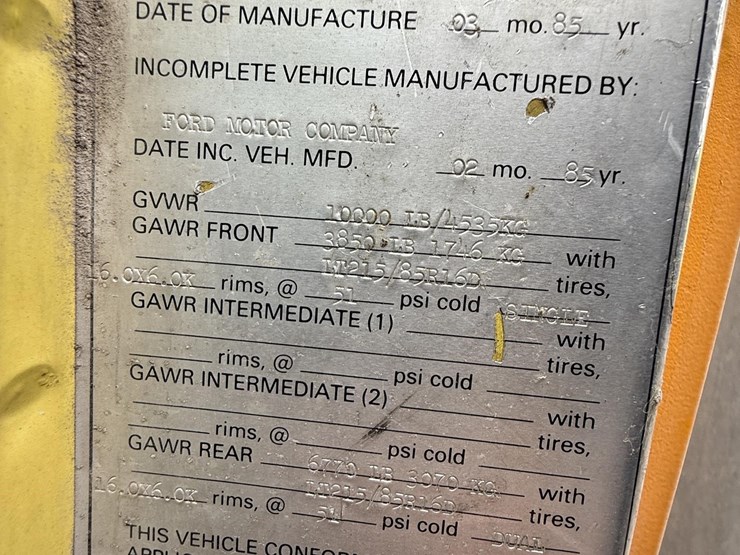 DATE OF MANUFACTURE 03 mo. 85 yr.
INCOMPLETE VEHICLE MANUFACTURED BY:
FORD MOTOR COMPANY
DATE INC. VEH. MFD. 02 mo. 85 yr.
GVWR 10000 LB/4535KG
GAWR FRONT 3850 LB 1746 KG with
LT215/85R16D tires,
16.0X6.0K rims, @ 51 psi cold SINGLE
GAWR INTERMEDIATE (1) with
tires,
rims, @ psi cold
GAWR INTERMEDIATE (2) with
tires,
rims, @ psi cold
GAWR REAR 6770 LB 3070 KG with
LT215/85R16D tires,
16.0X6.0K rims, @ 51 psi cold DUAL
THIS VEHICLE